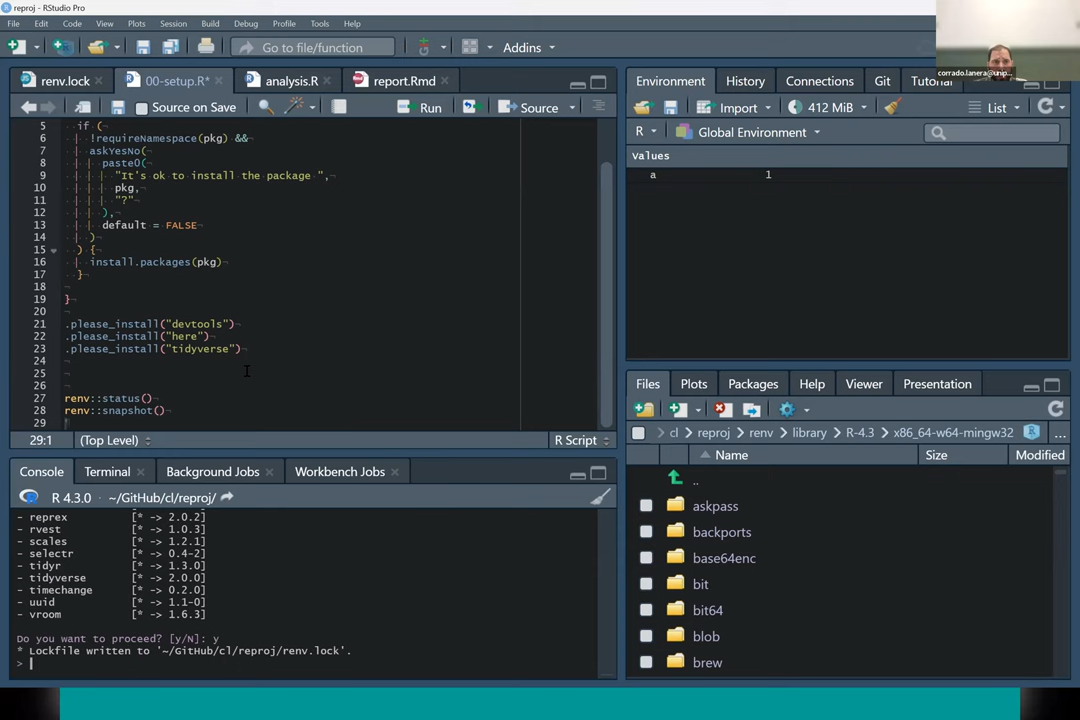 reproj - RStudio Pro
File Edit Code View Plots Session Build Debug Profile Tools Help
Go to file/function Addins
corrado.lanera@unip...
renv.lock 00-setup.R* analysis.R report.Rmd
Source on Save Run Source
5 if (
6 !requireNamespace(pkg) &&
7 askYesNo(
8 paste0(
9 "It's ok to install the package ",
10 pkg,
11 "?"
12 ),
13 default = FALSE
14 )
15 ) {
16 install.packages(pkg)
17 }
18
19 }
20
21 .please_install("devtools")
22 .please_install("here")
23 .please_install("tidyverse")
24
25
26
27 renv::status()
28 renv::snapshot()
29
29:1 (Top Level) R Script
Console Terminal Background Jobs Workbench Jobs
R 4.3.0 · ~/GitHub/cl/reproj/
- reprex [* -> 2.0.2]
- rvest [* -> 1.0.3]
- scales [* -> 1.2.1]
- selectr [* -> 0.4-2]
- tidyr [* -> 1.3.0]
- tidyverse [* -> 2.0.0]
- timechange [* -> 0.2.0]
- uuid [* -> 1.1-0]
- vroom [* -> 1.6.3]
Do you want to proceed? [y/N]: y
* Lockfile written to '~/GitHub/cl/reproj/renv.lock'.
>
Environment History Connections Git Tutorial
Import 412 MiB List
R Global Environment
Values
a 1
Files Plots Packages Help Viewer Presentation
cl reproj renv library R-4.3 x86_64-w64-mingw32 ...
Name Size Modified
..
askpass
backports
base64enc
bit
bit64
blob
brew